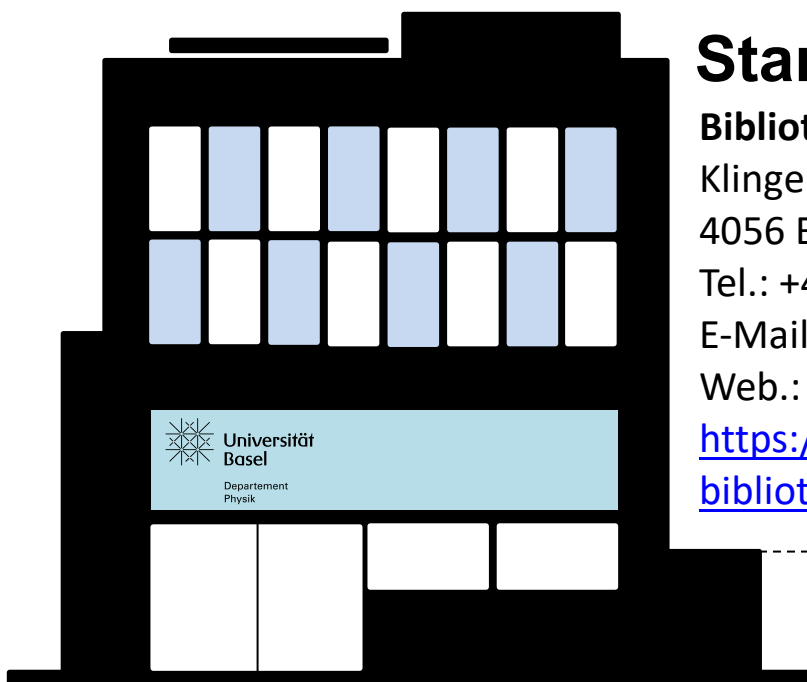 Universität
Basel
Departement
Physik
Star
Bibliot
Klinge
4056 B
Tel.: +4
E-Mail
Web.:
https:/
bibliot